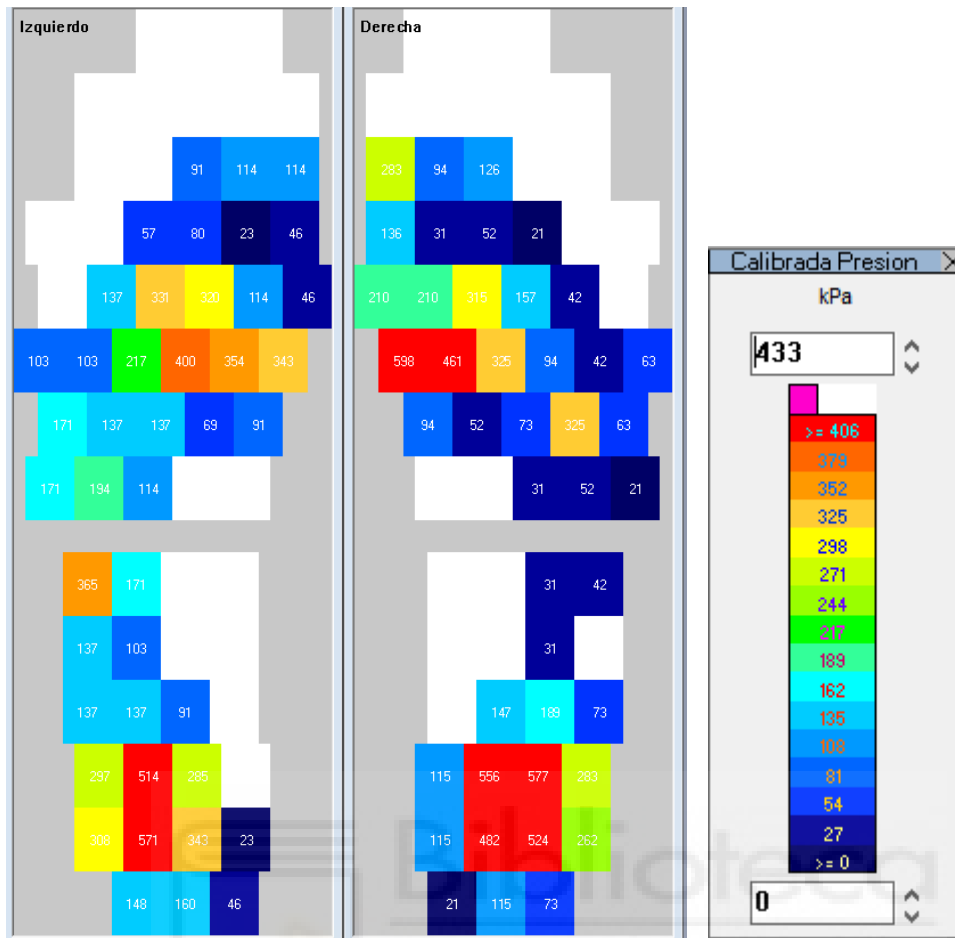 Izquierdo
91 114 114
57 80 23 46
137 331 320 114 46
103 103 217 400 354 343
171 137 137 69 91
171 194 114
365 171
137 103
137 137 91
297 514 285
308 571 343 23
148 160 46
Derecha
283 94 126
136 31 52 21
210 210 315 157 42
598 461 325 94 42 63
94 52 73 325 63
31 52 21
31 42
31
147 189 73
115 556 577 283
115 482 524 262
21 115 73
Calibrada Presion
kPa
433
>= 406
379
352
325
298
271
244
217
189
162
135
108
81
54
27
>= 0
0
Biblioteca